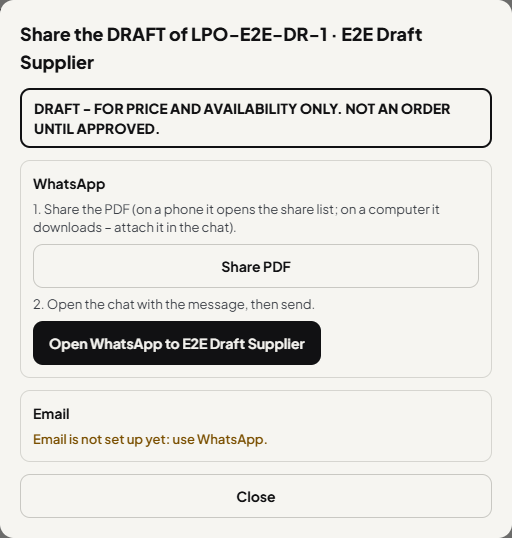 Share the DRAFT of LPO-E2E-DR-1 · E2E Draft
Supplier
DRAFT – FOR PRICE AND AVAILABILITY ONLY. NOT AN ORDER
UNTIL APPROVED.
WhatsApp
1. Share the PDF (on a phone it opens the share list; on a computer it
downloads – attach it in the chat).
Share PDF
2. Open the chat with the message, then send.
Open WhatsApp to E2E Draft Supplier
Email
Email is not set up yet: use WhatsApp.
Close